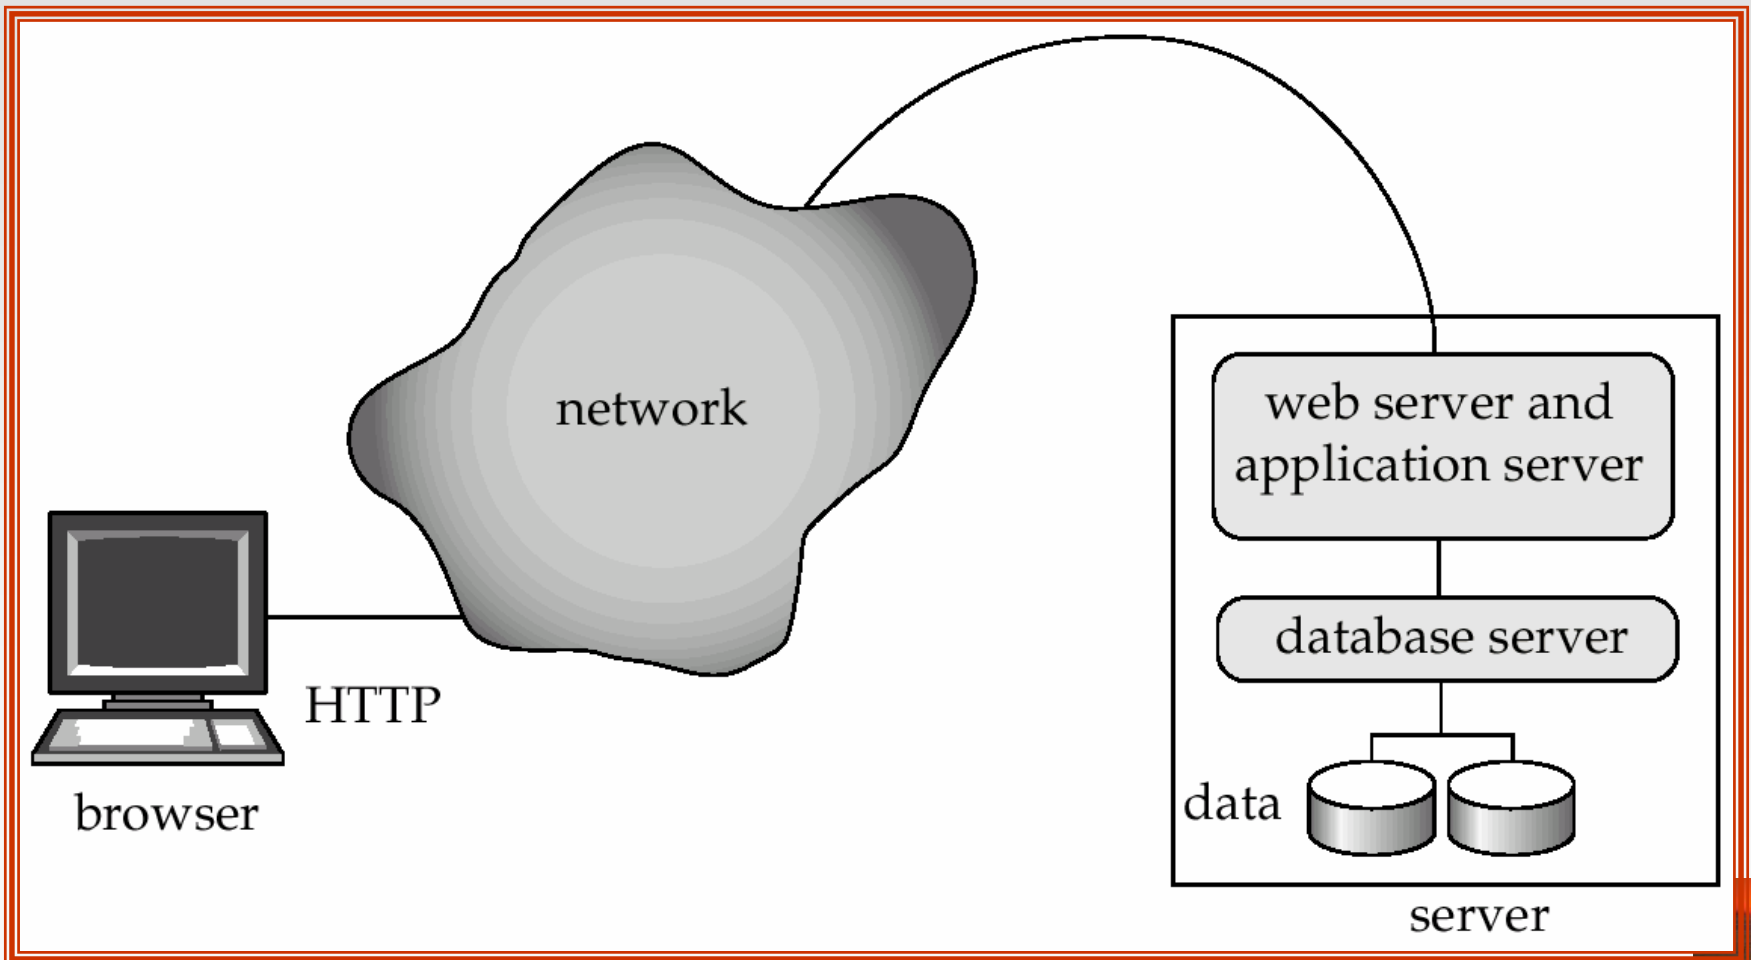 network
web server and
application server
database server
HTTP
data
browser
server